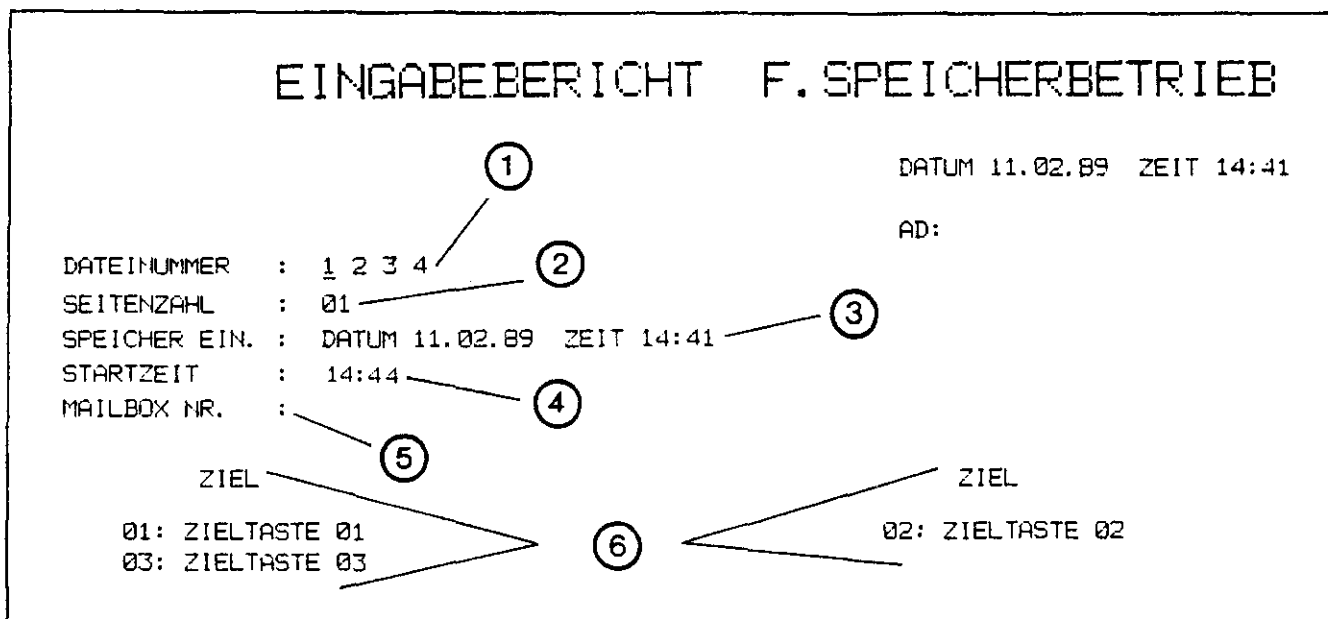 EINGABEBERICHT F.SPEICHERBETRIEB
1
DATUM 11.02.89 ZEIT 14:41
AD:
DATEINUMMER : 1 2 3 4
2
SEITENZAHL : 01
3
SPEICHER EIN. : DATUM 11.02.89 ZEIT 14:41
STARTZEIT : 14:44
4
MAILBOX NR. :
5
ZIEL ZIEL
01: ZIELTASTE 01 02: ZIELTASTE 02
6
03: ZIELTASTE 03